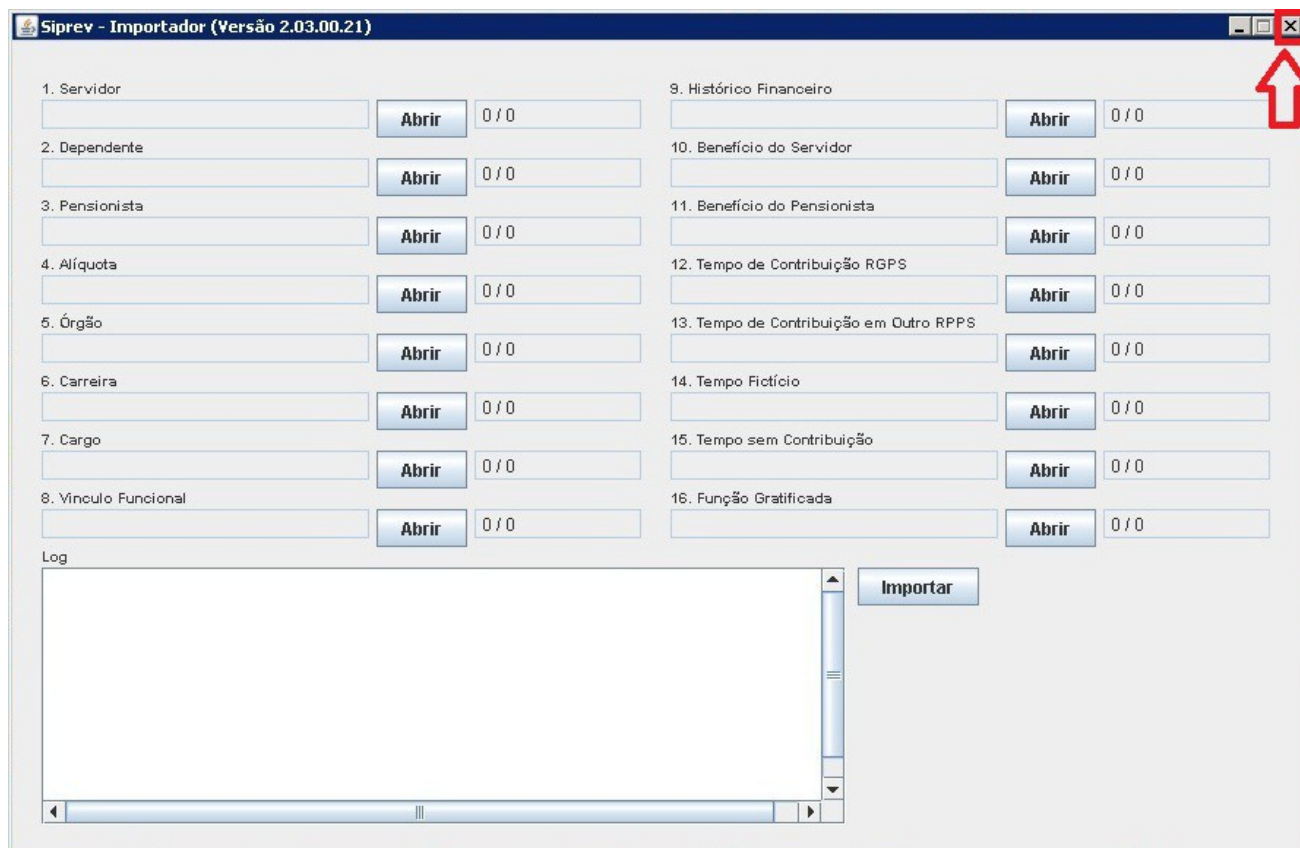 Siprev - Importador (Versão 2.03.00.21)
1. Servidor
Abrir
0 / 0
2. Dependente
Abrir
0 / 0
3. Pensionista
Abrir
0 / 0
4. Alíquota
Abrir
0 / 0
5. Órgão
Abrir
0 / 0
6. Carreira
Abrir
0 / 0
7. Cargo
Abrir
0 / 0
8. Vinculo Funcional
Abrir
0 / 0
9. Histórico Financeiro
Abrir
0 / 0
10. Benefício do Servidor
Abrir
0 / 0
11. Benefício do Pensionista
Abrir
0 / 0
12. Tempo de Contribuição RGPS
Abrir
0 / 0
13. Tempo de Contribuição em Outro RPPS
Abrir
0 / 0
14. Tempo Fictício
Abrir
0 / 0
15. Tempo sem Contribuição
Abrir
0 / 0
16. Função Gratificada
Abrir
0 / 0
Log
Importar